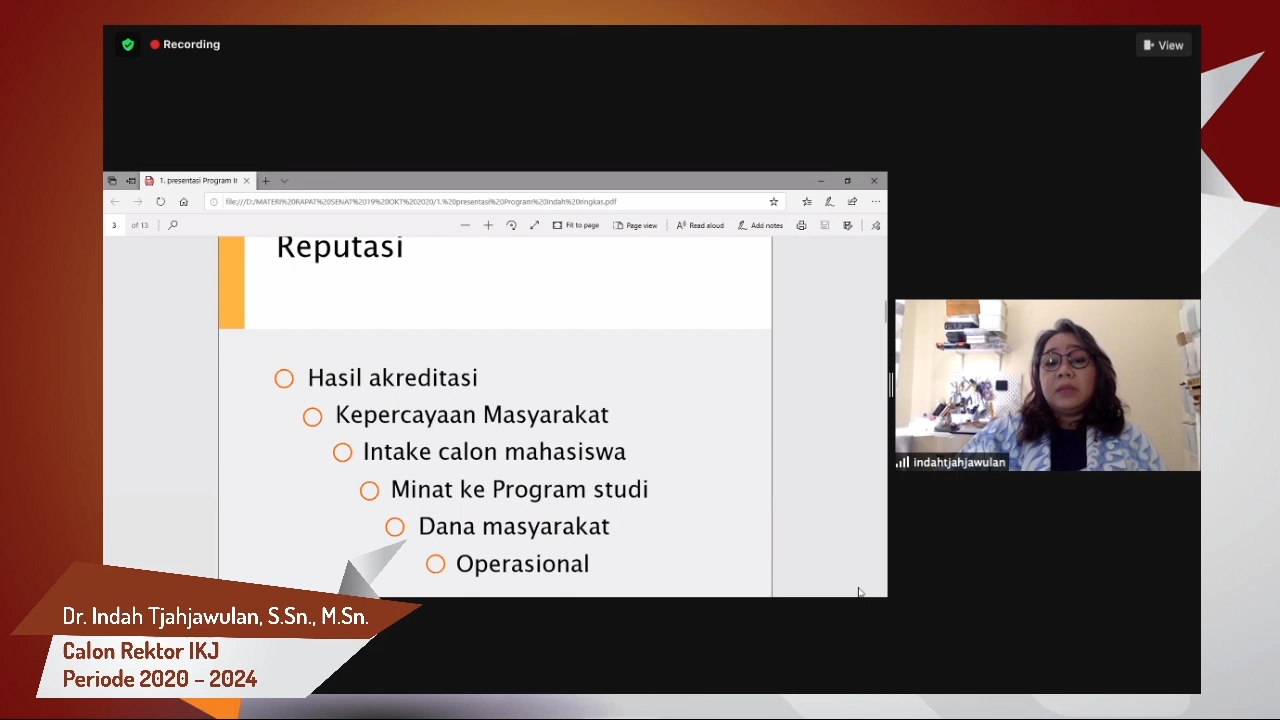 Recording
View
1. presentasi Program Ir
file:///D:/MATERI%20RAPAT%20SENAT%2019%20OKT%202020/1.%20presentasi%20Program%20Indah%20ringkas.pdf
3 of 13
Fit to page
Page view
Read aloud
Add notes
Reputasi
Hasil akreditasi
Kepercayaan Masyarakat
Intake calon mahasiswa
Minat ke Program studi
Dana masyarakat
Operasional
indahtjahjawulan
Dr. Indah Tjahjawulan, S.Sn., M.Sn.
Calon Rektor IKJ
Periode 2020 – 2024